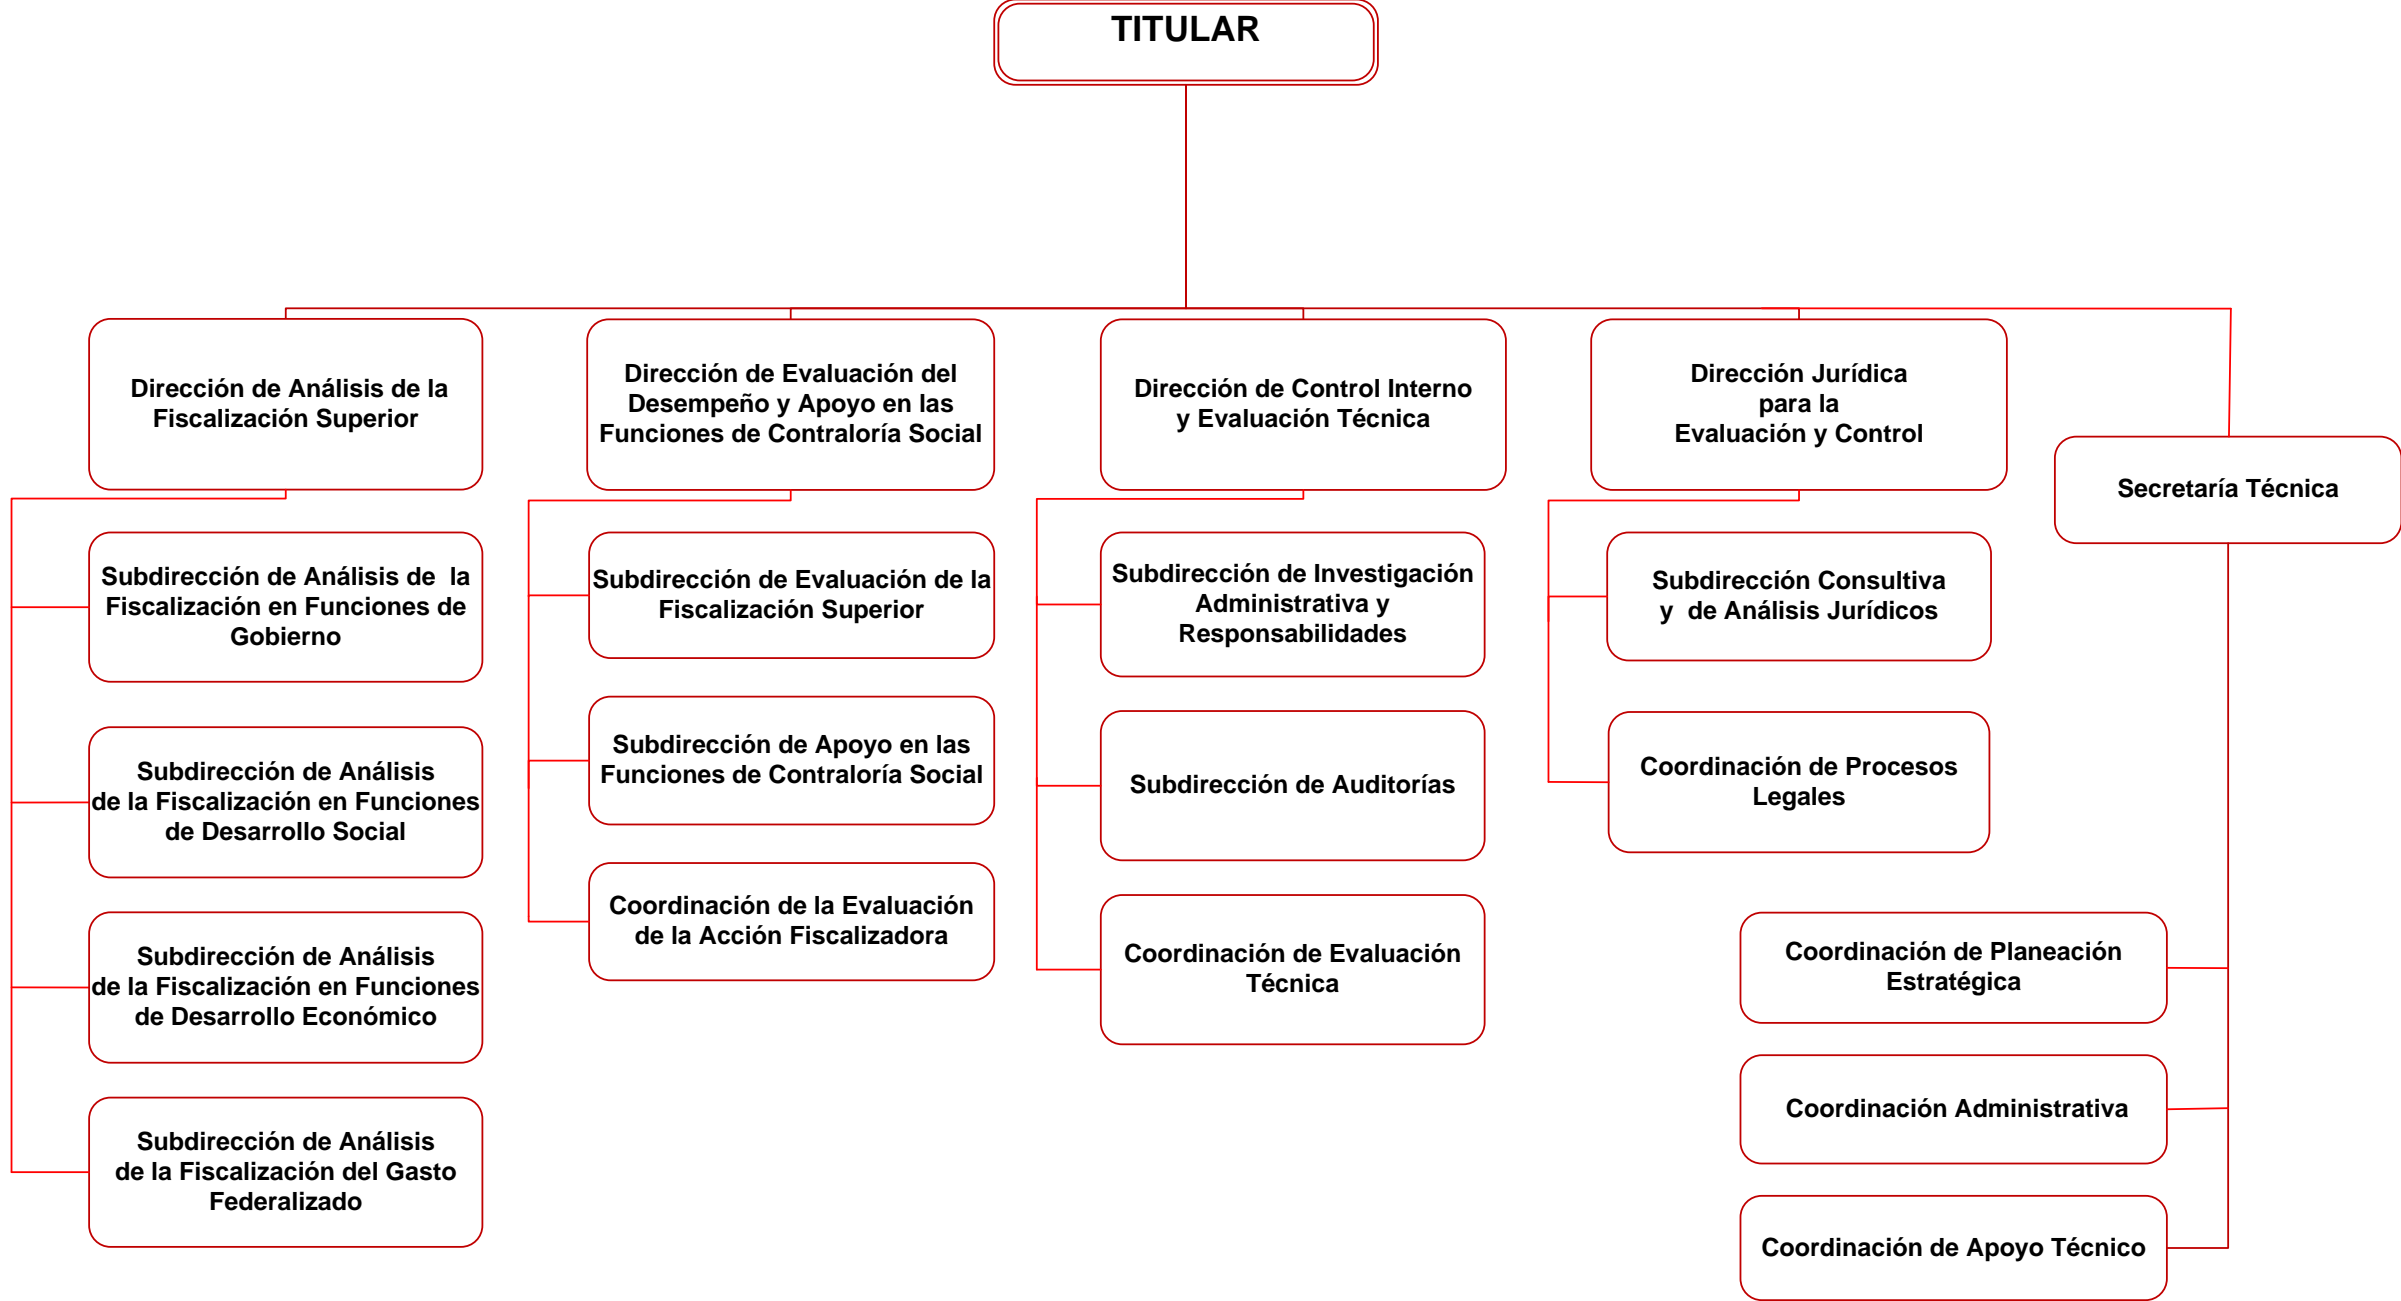 TITULAR
Dirección de Análisis de la
Fiscalización Superior
Dirección de Evaluación del
Desempeño y Apoyo en las
Funciones de Contraloría Social
Dirección de Control Interno
y Evaluación Técnica
Dirección Jurídica
para la
Evaluación y Control
Secretaría Técnica
Subdirección de Análisis de  la
Fiscalización en Funciones de
Gobierno
Subdirección de Análisis
de la Fiscalización en Funciones
de Desarrollo Social
Subdirección de Análisis
de la Fiscalización en Funciones
de Desarrollo Económico
Subdirección de Análisis
de la Fiscalización del Gasto
Federalizado
Subdirección de Evaluación de la
Fiscalización Superior
Subdirección de Apoyo en las
Funciones de Contraloría Social
Coordinación de la Evaluación
de la Acción Fiscalizadora
Subdirección de Investigación
Administrativa y
Responsabilidades
Subdirección de Auditorías
Coordinación de Evaluación
Técnica
Subdirección Consultiva
y  de Análisis Jurídicos
Coordinación de Procesos
Legales
Coordinación de Planeación
Estratégica
Coordinación Administrativa
Coordinación de Apoyo Técnico